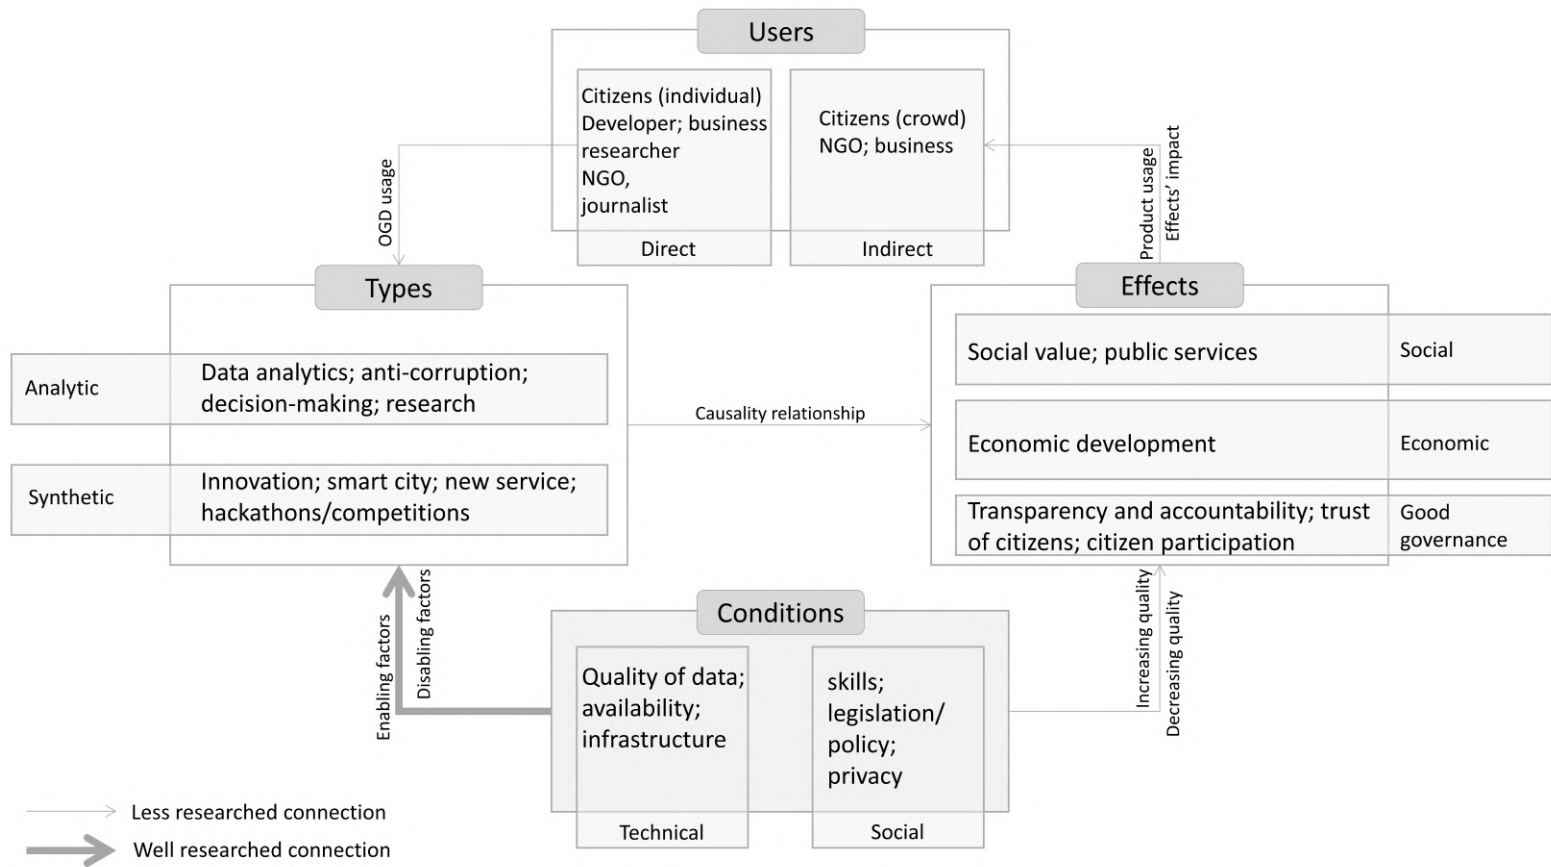 Users
Citizens (individual)
Developer; business
researcher
NGO,
journalist
Direct
Citizens (crowd)
NGO; business
Indirect
OGD usage
Product usage
Effects' impact
Types
Analytic
Data analytics; anti-corruption;
decision-making; research
Synthetic
Innovation; smart city; new service;
hackathons/competitions
Causality relationship
Effects
Social value; public services
Social
Economic development
Economic
Transparency and accountability; trust
of citizens; citizen participation
Good
governance
Enabling factors
Disabling factors
Conditions
Quality of data;
availability;
infrastructure
Technical
skills;
legislation/
policy;
privacy
Social
Increasing quality
Decreasing quality
Less researched connection
Well researched connection